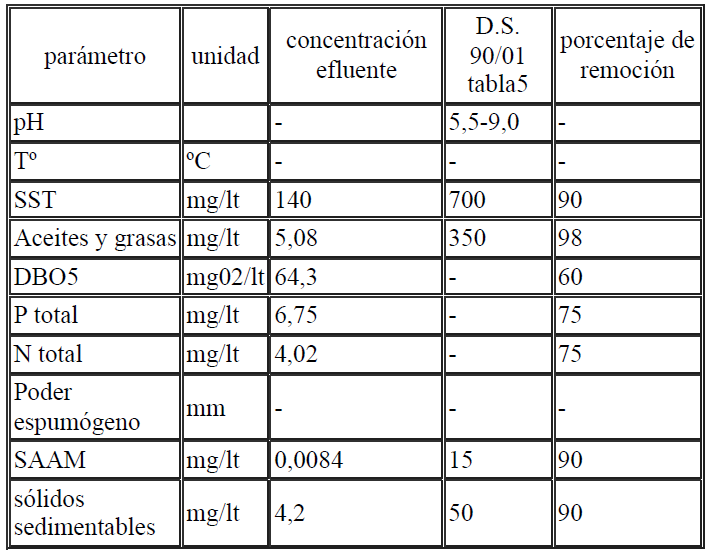 parámetro unidad concentración efluente D.S. 90/01 tabla5 porcentaje de remoción
pH - 5,5-9,0 -
Tº ºC - - -
SST mg/lt 140 700 90
Aceites y grasas mg/lt 5,08 350 98
DBO5 mg02/lt 64,3 - 60
P total mg/lt 6,75 - 75
N total mg/lt 4,02 - 75
Poder espumógeno mm - - -
SAAM mg/lt 0,0084 15 90
sólidos sedimentables mg/lt 4,2 50 90